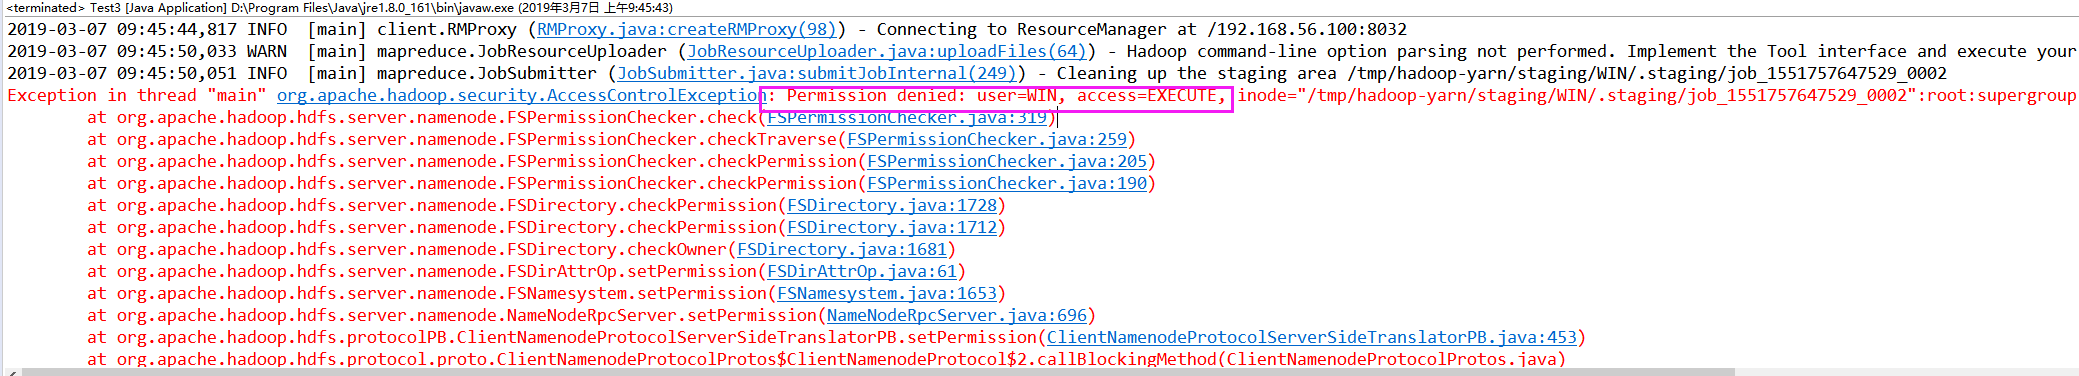 <terminated> Test3 [Java Application] D:\Program Files\Java\jre1.8.0_161\bin\javaw.exe (2019年3月7日 上午9:45:43)
2019-03-07 09:45:44,817 INFO  [main] client.RMProxy (RMProxy.java:createRMProxy(98)) - Connecting to ResourceManager at /192.168.56.100:8032
2019-03-07 09:45:50,033 WARN  [main] mapreduce.JobResourceUploader (JobResourceUploader.java:uploadFiles(64)) - Hadoop command-line option parsing not performed. Implement the Tool interface and execute your
2019-03-07 09:45:50,051 INFO  [main] mapreduce.JobSubmitter (JobSubmitter.java:submitJobInternal(249)) - Cleaning up the staging area /tmp/hadoop-yarn/staging/WIN/.staging/job_1551757647529_0002
Exception in thread "main" org.apache.hadoop.security.AccessControlException: Permission denied: user=WIN, access=EXECUTE, inode="/tmp/hadoop-yarn/staging/WIN/.staging/job_1551757647529_0002":root:supergroup
at org.apache.hadoop.hdfs.server.namenode.FSPermissionChecker.check(FSPermissionChecker.java:319)
at org.apache.hadoop.hdfs.server.namenode.FSPermissionChecker.checkTraverse(FSPermissionChecker.java:259)
at org.apache.hadoop.hdfs.server.namenode.FSPermissionChecker.checkPermission(FSPermissionChecker.java:205)
at org.apache.hadoop.hdfs.server.namenode.FSPermissionChecker.checkPermission(FSPermissionChecker.java:190)
at org.apache.hadoop.hdfs.server.namenode.FSDirectory.checkPermission(FSDirectory.java:1728)
at org.apache.hadoop.hdfs.server.namenode.FSDirectory.checkPermission(FSDirectory.java:1712)
at org.apache.hadoop.hdfs.server.namenode.FSDirectory.checkOwner(FSDirectory.java:1681)
at org.apache.hadoop.hdfs.server.namenode.FSDirAttrOp.setPermission(FSDirAttrOp.java:61)
at org.apache.hadoop.hdfs.server.namenode.FSNamesystem.setPermission(FSNamesystem.java:1653)
at org.apache.hadoop.hdfs.server.namenode.NameNodeRpcServer.setPermission(NameNodeRpcServer.java:696)
at org.apache.hadoop.hdfs.protocolPB.ClientNamenodeProtocolServerSideTranslatorPB.setPermission(ClientNamenodeProtocolServerSideTranslatorPB.java:453)
at org.apache.hadoop.hdfs.protocol.proto.ClientNamenodeProtocolProtos$ClientNamenodeProtocol$2.callBlockingMethod(ClientNamenodeProtocolProtos.java)